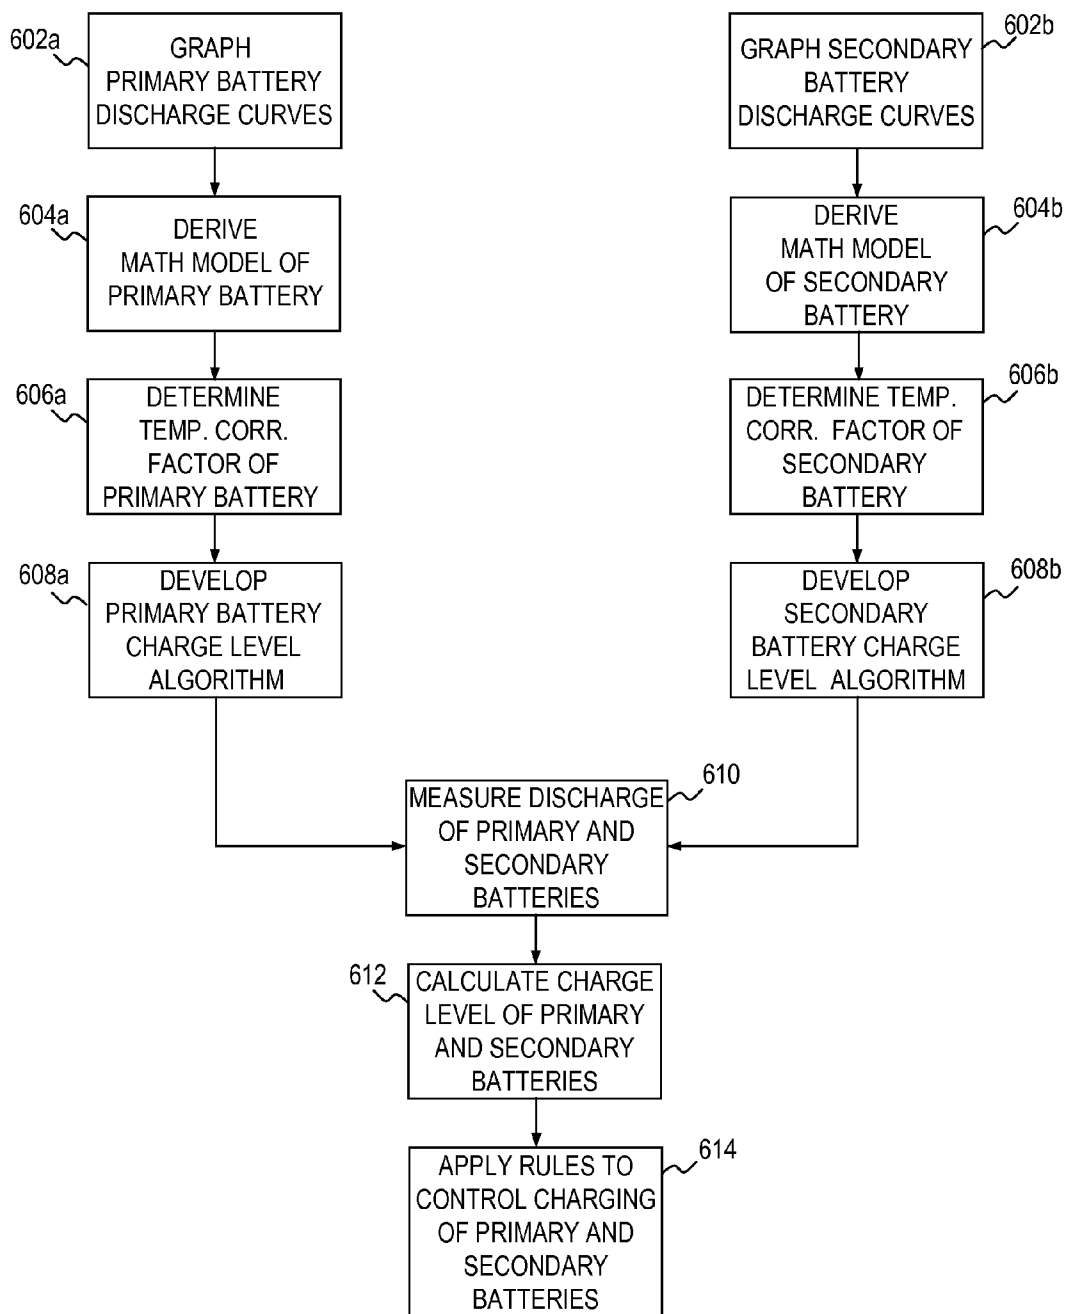 602a
GRAPH
PRIMARY BATTERY
DISCHARGE CURVES
602b
GRAPH SECONDARY
BATTERY
DISCHARGE CURVES
604a
DERIVE
MATH MODEL OF
PRIMARY BATTERY
604b
DERIVE
MATH MODEL
OF SECONDARY
BATTERY
606a
DETERMINE
TEMP. CORR.
FACTOR OF
PRIMARY BATTERY
606b
DETERMINE TEMP.
CORR. FACTOR OF
SECONDARY
BATTERY
608a
DEVELOP
PRIMARY BATTERY
CHARGE LEVEL
ALGORITHM
608b
DEVELOP
SECONDARY
BATTERY CHARGE
LEVEL ALGORITHM
610
MEASURE DISCHARGE
OF PRIMARY AND
SECONDARY
BATTERIES
612
CALCULATE CHARGE
LEVEL OF PRIMARY
AND SECONDARY
BATTERIES
614
APPLY RULES TO
CONTROL CHARGING
OF PRIMARY AND
SECONDARY
BATTERIES